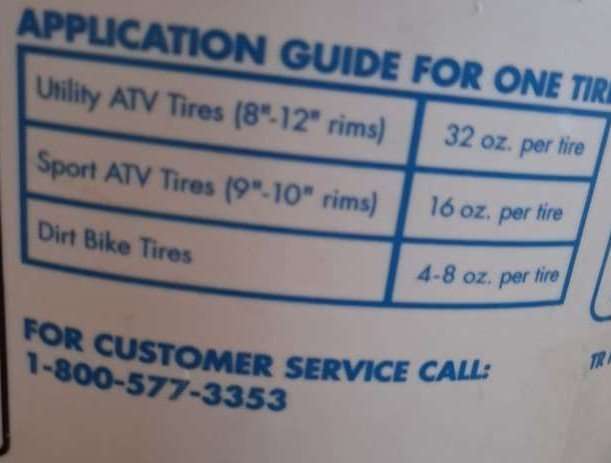 APPLICATION GUIDE FOR ONE
Utility ATV Tires (8"-12" rims) 32 oz. per tire
Sport ATV Tires (9"-10" rims) 16 oz. per tire
Dirt Bike Tires 4-8 oz. per tire
FOR CUSTOMER SERVICE CALL:
1-800-577-3353